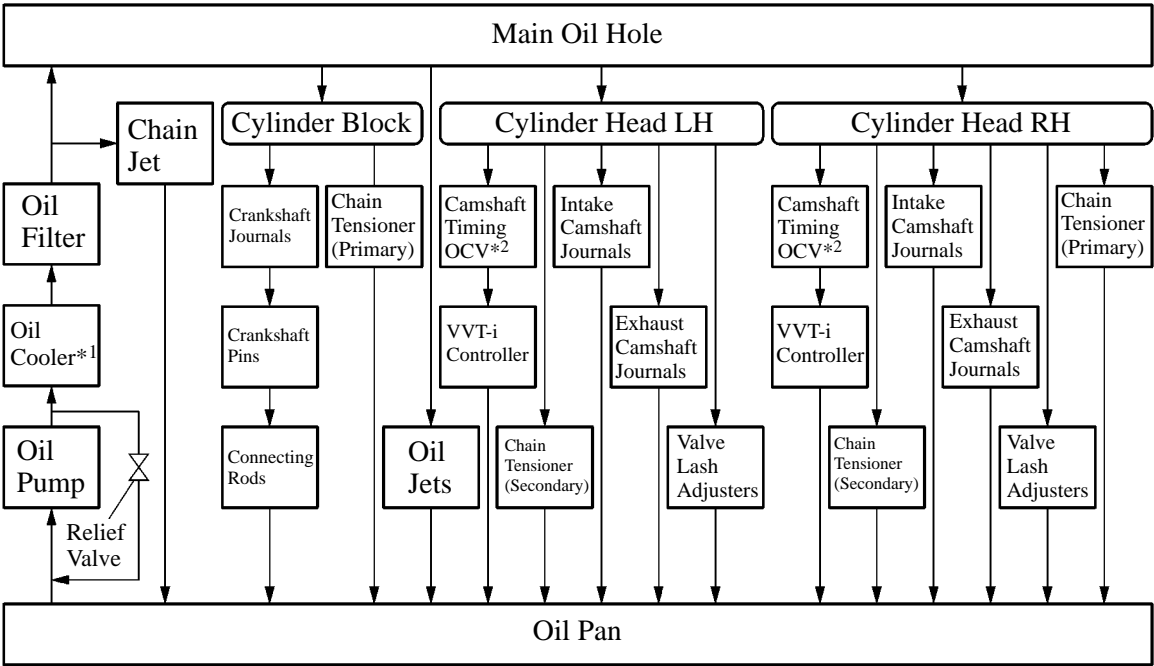 Main Oil Hole
Chain
Jet
Cylinder Block
Cylinder Head LH
Cylinder Head RH
Oil
Filter
Crankshaft
Journals
Chain
Tensioner
(Primary)
Camshaft
Timing
OCV*2
Intake
Camshaft
Journals
Camshaft
Timing
OCV*2
Intake
Camshaft
Journals
Chain
Tensioner
(Primary)
Oil
Cooler*1
Crankshaft
Pins
VVT-i
Controller
Exhaust
Camshaft
Journals
VVT-i
Controller
Exhaust
Camshaft
Journals
Oil
Pump
Relief
Valve
Connecting
Rods
Oil
Jets
Chain
Tensioner
(Secondary)
Valve
Lash
Adjusters
Chain
Tensioner
(Secondary)
Valve
Lash
Adjusters
Oil Pan